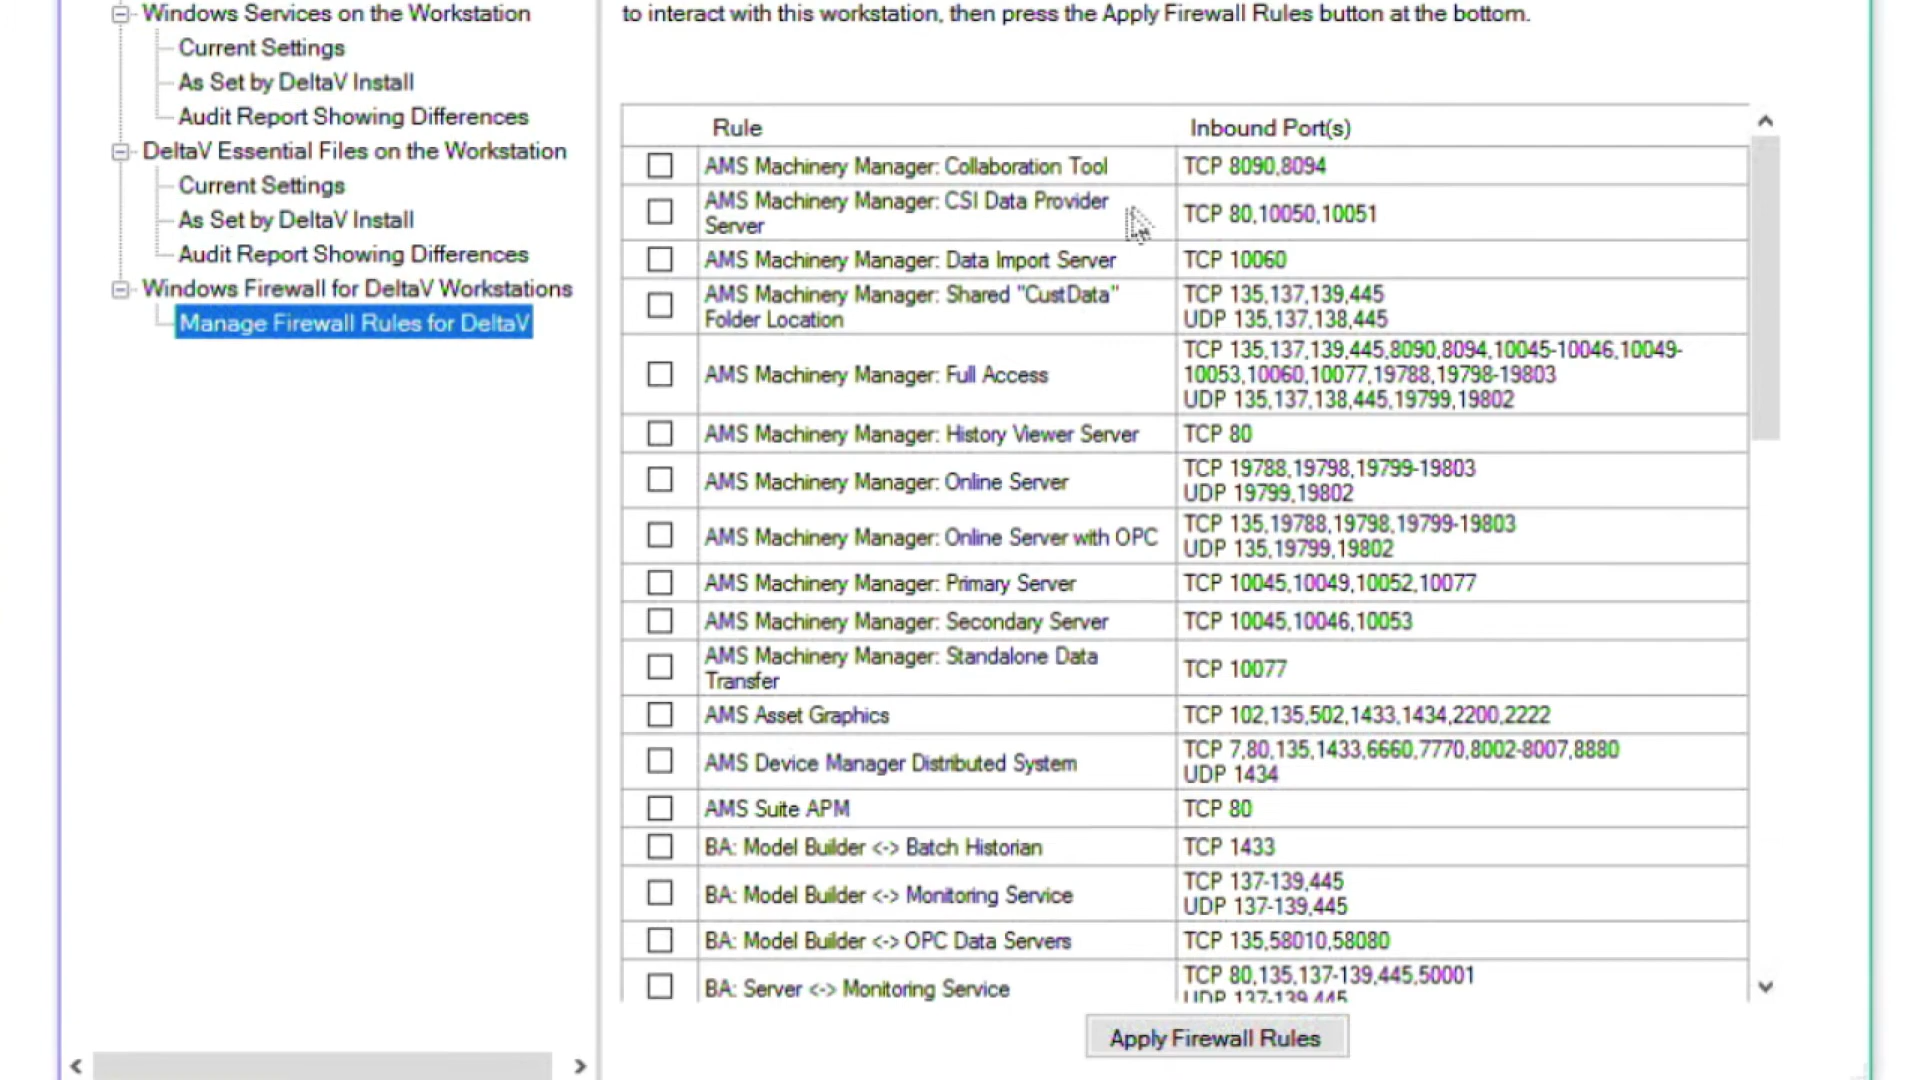 Windows Services on the Workstation
Current Settings
As Set by DeltaV Install
Audit Report Showing Differences
DeltaV Essential Files on the Workstation
Current Settings
As Set by DeltaV Install
Audit Report Showing Differences
Windows Firewall for DeltaV Workstations
Manage Firewall Rules for DeltaV
to interact with this workstation, then press the Apply Firewall Rules button at the bottom.
Rule Inbound Port(s)
AMS Machinery Manager: Collaboration Tool TCP 8090,8094
AMS Machinery Manager: CSI Data Provider
Server
TCP 80,10050,10051
AMS Machinery Manager: Data Import Server TCP 10060
AMS Machinery Manager: Shared "CustData"
Folder Location
TCP 135,137,139,445
UDP 135,137,138,445
AMS Machinery Manager: Full Access
TCP 135,137,139,445,8090,8094,10045-10046,10049-
10053,10060,10077,19788,19798-19803
UDP 135,137,138,445,19799,19802
AMS Machinery Manager: History Viewer Server TCP 80
AMS Machinery Manager: Online Server
TCP 19788,19798,19799-19803
UDP 19799,19802
AMS Machinery Manager: Online Server with OPC
TCP 135,19788,19798,19799-19803
UDP 135,19799,19802
AMS Machinery Manager: Primary Server TCP 10045,10049,10052,10077
AMS Machinery Manager: Secondary Server TCP 10045,10046,10053
AMS Machinery Manager: Standalone Data
Transfer
TCP 10077
AMS Asset Graphics TCP 102,135,502,1433,1434,2200,2222
AMS Device Manager Distributed System
TCP 7,80,135,1433,6660,7770,8002-8007,8880
UDP 1434
AMS Suite APM TCP 80
BA: Model Builder <-> Batch Historian TCP 1433
BA: Model Builder <-> Monitoring Service
TCP 137-139,445
UDP 137-139,445
BA: Model Builder <-> OPC Data Servers TCP 135,58010,58080
BA: Server <-> Monitoring Service
TCP 80,135,137-139,445,50001
UDP 137-139,445
Apply Firewall Rules